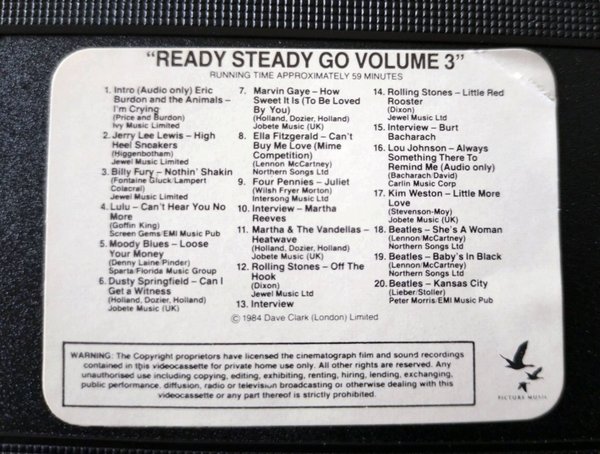 "READY STEADY GO VOLUME 3"
RUNNING TIME APPROXIMATELY 59 MINUTES
1. Intro (Audio only) Eric
Burdon and the Animals –
I'm Crying
(Price and Burdon)
Ivy Music Limited
2. Jerry Lee Lewis – High
Heel Sneakers
(Higgenbotham)
Jewel Music Limited
3. Billy Fury – Nothin' Shakin
(Fontaine Gluck/Lampert
Colacral)
Jewel Music Limited
4. Lulu – Can't Hear You No
More
(Goffin King)
Screen Gems/EMI Music Pub
5. Moody Blues – Loose
Your Money
(Denny Laine/Pinder)
Sparta/Florida Music Group
6. Dusty Springfield – Can I
Get a Witness
(Holland, Dozier, Holland)
Jobete Music (UK)
7. Marvin Gaye – How
Sweet It Is (To Be Loved
By You)
(Holland, Dozier, Holland)
Jobete Music (UK)
8. Ella Fitzgerald – Can't
Buy Me Love (Mime
Competition)
(Lennon McCartney)
Northern Songs Ltd
9. Four Pennies – Juliet
(Wilsh Fryer Morton)
Intersong Music Ltd
10. Interview – Martha
Reeves
11. Martha & The Vandellas –
Heatwave
(Holland, Dozier, Holland)
Jobete Music (UK)
12. Rolling Stones – Off The
Hook
(Dixon)
Jewel Music Ltd
13. Interview
14. Rolling Stones – Little Red
Rooster
(Dixon)
Jewel Music Ltd
15. Interview – Burt
Bacharach
16. Lou Johnson – Always
Something There To
Remind Me (Audio only)
(Bacharach David)
Carlin Music Corp
17. Kim Weston – Little More
Love
(Stevenson-Moy)
Jobete Music (UK)
18. Beatles – She's A Woman
(Lennon/McCartney)
Northern Songs Ltd
19. Beatles – Baby's In Black
(Lennon/McCartney)
Northern Songs Ltd
20. Beatles – Kansas City
(Lieber/Stoller)
Peter Morris/EMI Music Pub
© 1984 Dave Clark (London) Limited
WARNING: The Copyright proprietors have licensed the cinematograph film and sound recordings
contained in this videocassette for private home use only. All other rights are reserved. Any
unauthorised use including copying, editing, exhibiting, renting, hiring, lending, exchanging,
public performance, diffusion, radio or television broadcasting or otherwise dealing with this
videocassette or any part thereof is strictly prohibited.
PICTURE MUSIC